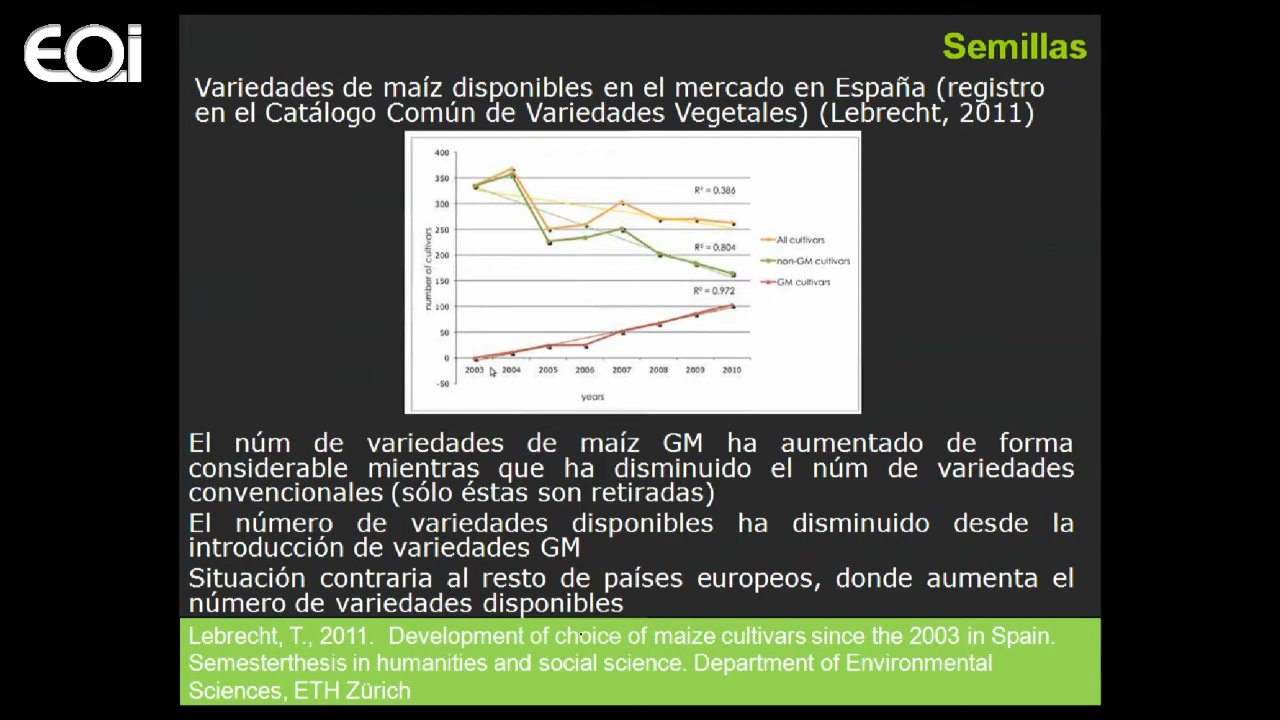 EOi
Semillas
Variedades de maíz disponibles en el mercado en España (registro
en el Catálogo Común de Variedades Vegetales) (Lebrecht, 2011)
400
350
300
250
200
150
100
50
0
-50
number of cultivars
R² = 0.386
R² = 0.804
R² = 0.972
All cultivars
non-GM cultivars
GM cultivars
2003 2004 2005 2006 2007 2008 2009 2010
years
El núm de variedades de maíz GM ha aumentado de forma
considerable mientras que ha disminuido el núm de variedades
convencionales (sólo éstas son retiradas)
El número de variedades disponibles ha disminuido desde la
introducción de variedades GM
Situación contraria al resto de países europeos, donde aumenta el
número de variedades disponibles
Lebrecht, T., 2011. Development of choice of maize cultivars since the 2003 in Spain.
Semesterthesis in humanities and social science. Department of Environmental
Sciences, ETH Zürich